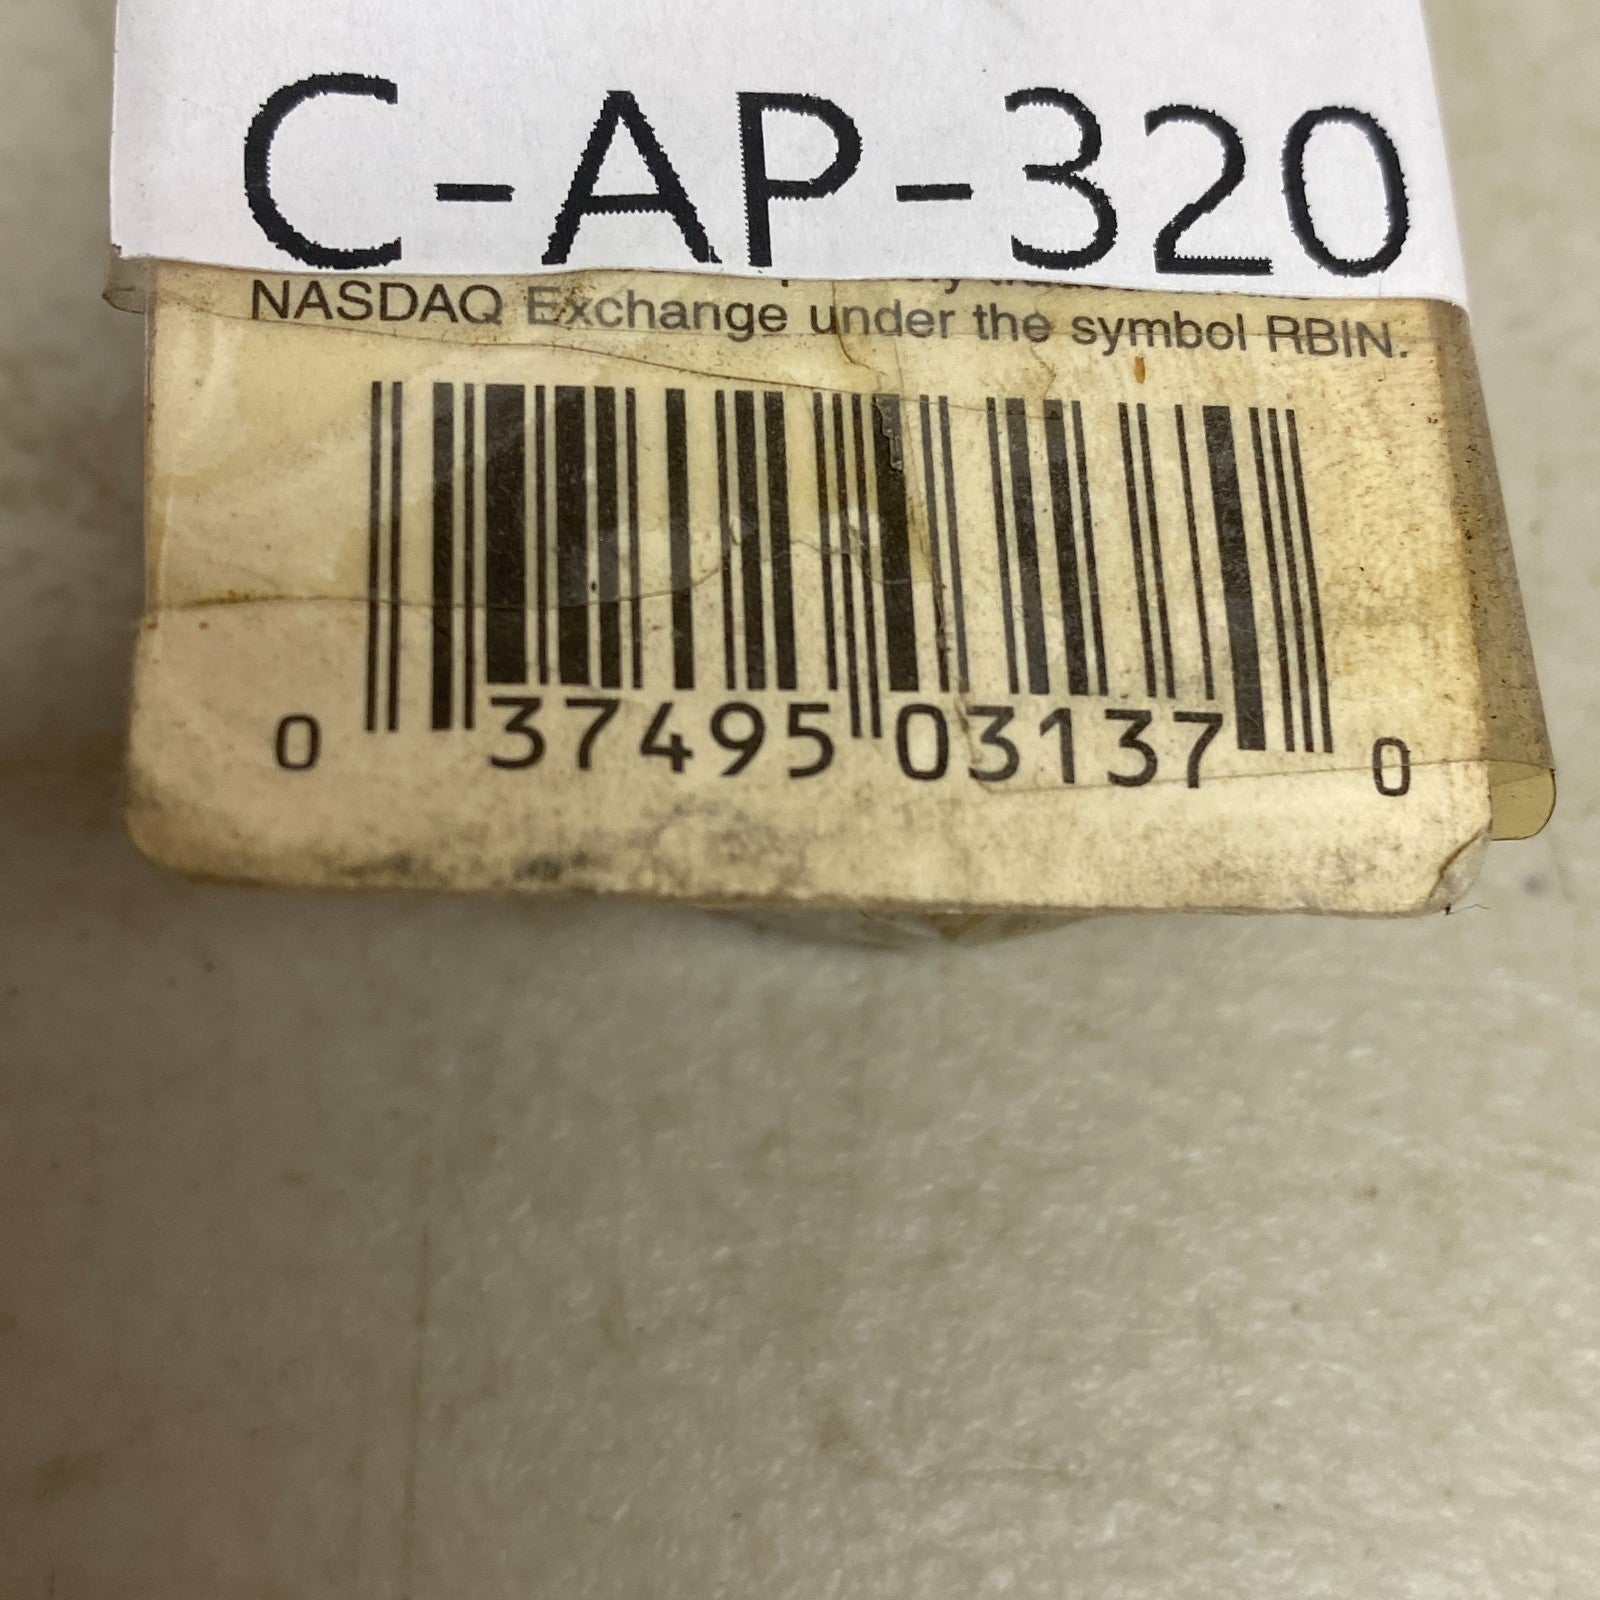 C-AP-320
NASDAQ Exchange under the symbol RBIN.
0 37495 03137 0